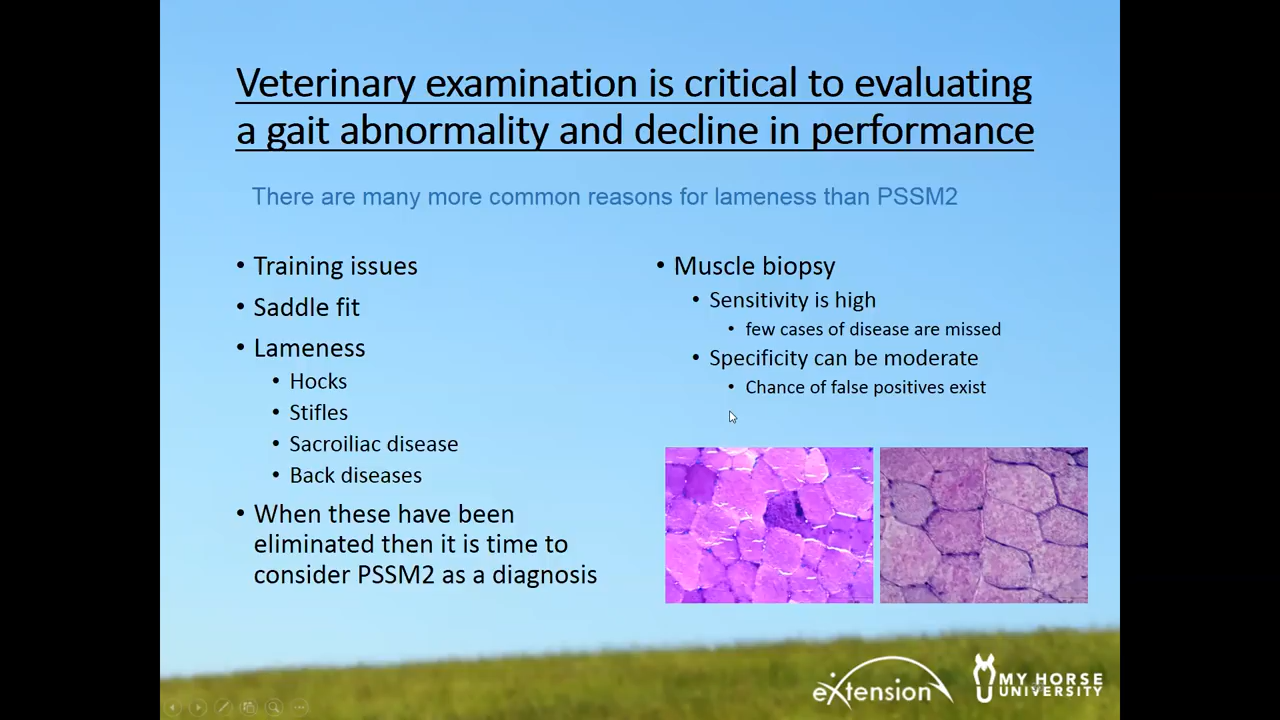 Veterinary examination is critical to evaluating
a gait abnormality and decline in performance
There are many more common reasons for lameness than PSSM2
• Training issues
• Saddle fit
• Lameness
• Hocks
• Stifles
• Sacroiliac disease
• Back diseases
• When these have been
eliminated then it is time to
consider PSSM2 as a diagnosis
• Muscle biopsy
• Sensitivity is high
• few cases of disease are missed
• Specificity can be moderate
• Chance of false positives exist
eXtension
MY HORSE
UNIVERSITY